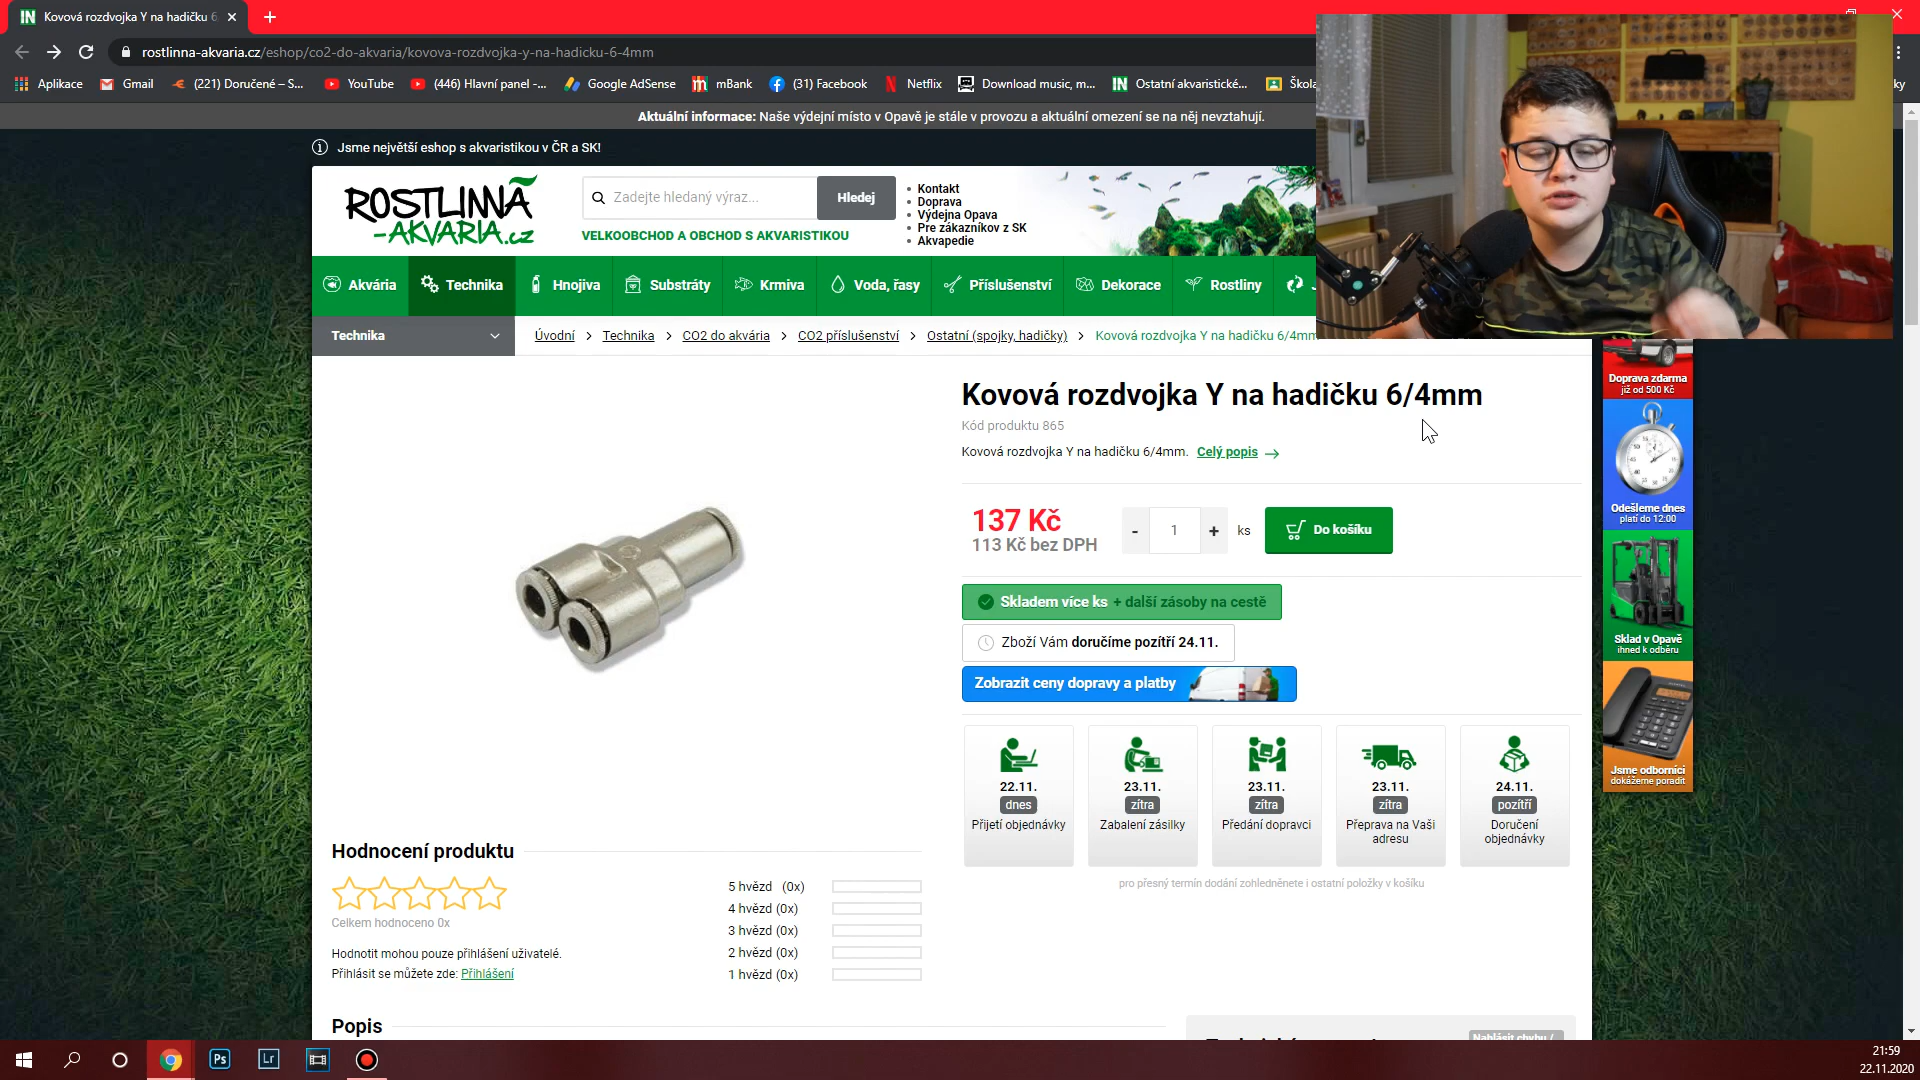 Kovová rozdvojka Y na hadičku 6
rostlinna-akvaria.cz/eshop/co2-do-akvaria/kovova-rozdvojka-y-na-hadicku-6-4mm
Aplikace Gmail (221) Doručené – S... YouTube (446) Hlavní panel -... Google AdSense mBank (31) Facebook Netflix Download music, m... Ostatní akvaristické... Škola
Aktuální informace: Naše výdejní místo v Opavě je stále v provozu a aktuální omezení se na něj nevztahují.
Jsme největší eshop s akvaristikou v ČR a SK!
ROSTLINNÁ
-AKVARIA.cz
Zadejte hledaný výraz... Hledej
VELKOOBCHOD A OBCHOD S AKVARISTIKOU
Kontakt
Doprava
Výdejna Opava
Pre zákazníkov z SK
Akvapedie
Akvária Technika Hnojiva Substráty Krmiva Voda, řasy Příslušenství Dekorace Rostliny
Technika
Úvodní > Technika > CO2 do akvária > CO2 příslušenství > Ostatní (spojky, hadičky) > Kovová rozdvojka Y na hadičku 6/4mm
Kovová rozdvojka Y na hadičku 6/4mm
Kód produktu 865
Kovová rozdvojka Y na hadičku 6/4mm. Celý popis
137 Kč
113 Kč bez DPH
- 1 + ks Do košíku
Skladem více ks + další zásoby na cestě
Zboží Vám doručíme pozítří 24.11.
Zobrazit ceny dopravy a platby
22.11.
dnes
Přijetí objednávky
23.11.
zítra
Zabalení zásilky
23.11.
zítra
Předání dopravci
23.11.
zítra
Přeprava na Vaši
adresu
24.11.
pozítří
Doručení
objednávky
pro přesný termín dodání zohledněnete i ostatní položky v košíku
Doprava zdarma
již od 500 Kč
Odešleme dnes
platí do 12:00
Sklad v Opavě
ihned k odběru
Jsme odborníci
dokážeme poradit
Hodnocení produktu
Celkem hodnoceno 0x
Hodnotit mohou pouze přihlášení uživatelé.
Přihlásit se můžete zde: Přihlášení
5 hvězd (0x)
4 hvězd (0x)
3 hvězd (0x)
2 hvězd (0x)
1 hvězd (0x)
Popis
Ps
Lr
21:59
22.11.2020